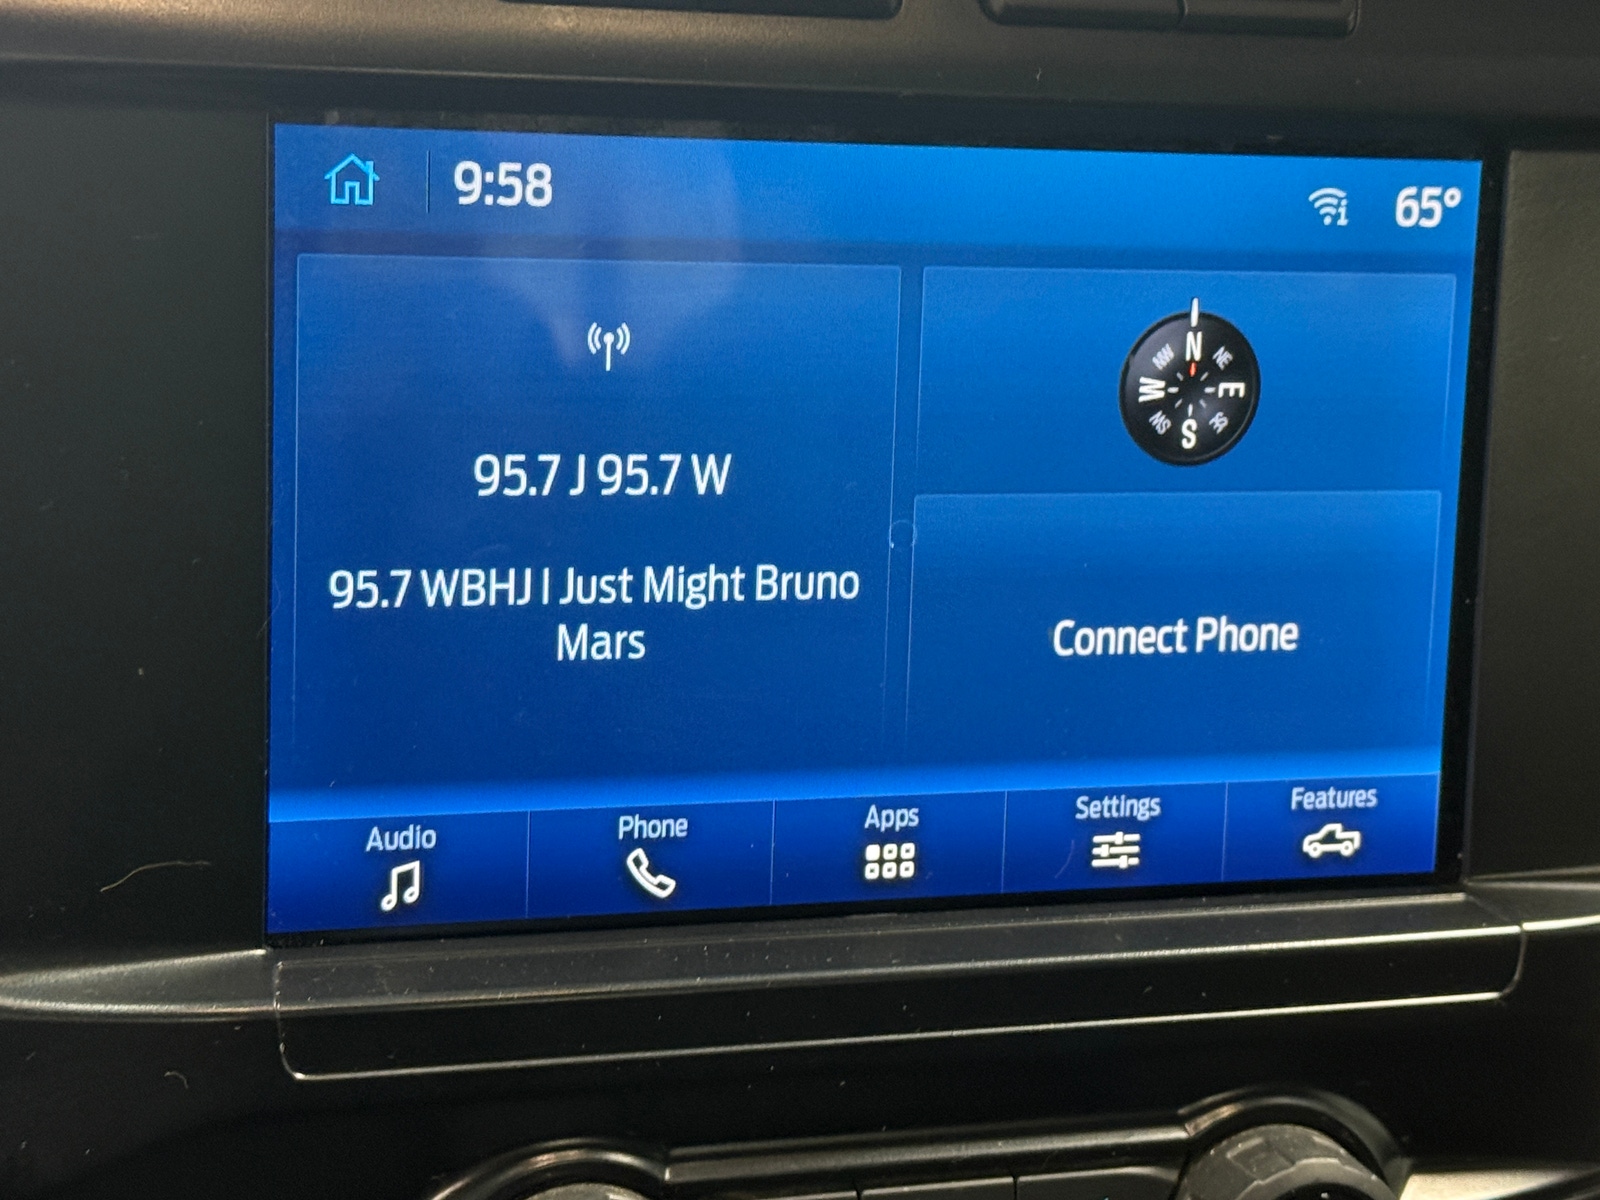 9:58
65°
95.7 J 95.7 W
95.7 WBHJ I Just Might Bruno
Mars
N
NE
E
SE
S
SW
W
NW
Connect Phone
Audio
Phone
Apps
Settings
Features